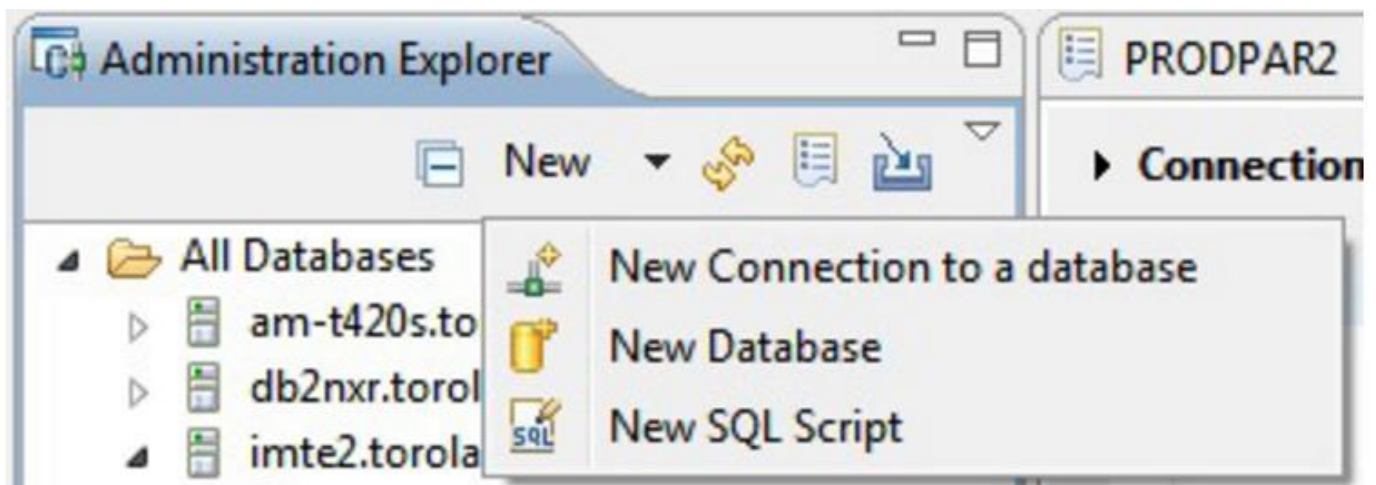 Administration Explorer
PRODPAR2
New
Connection
All Databases
New Connection to a database
am-t420s.to
New Database
db2nxr.torol
New SQL Script
SQL
imte2.torola